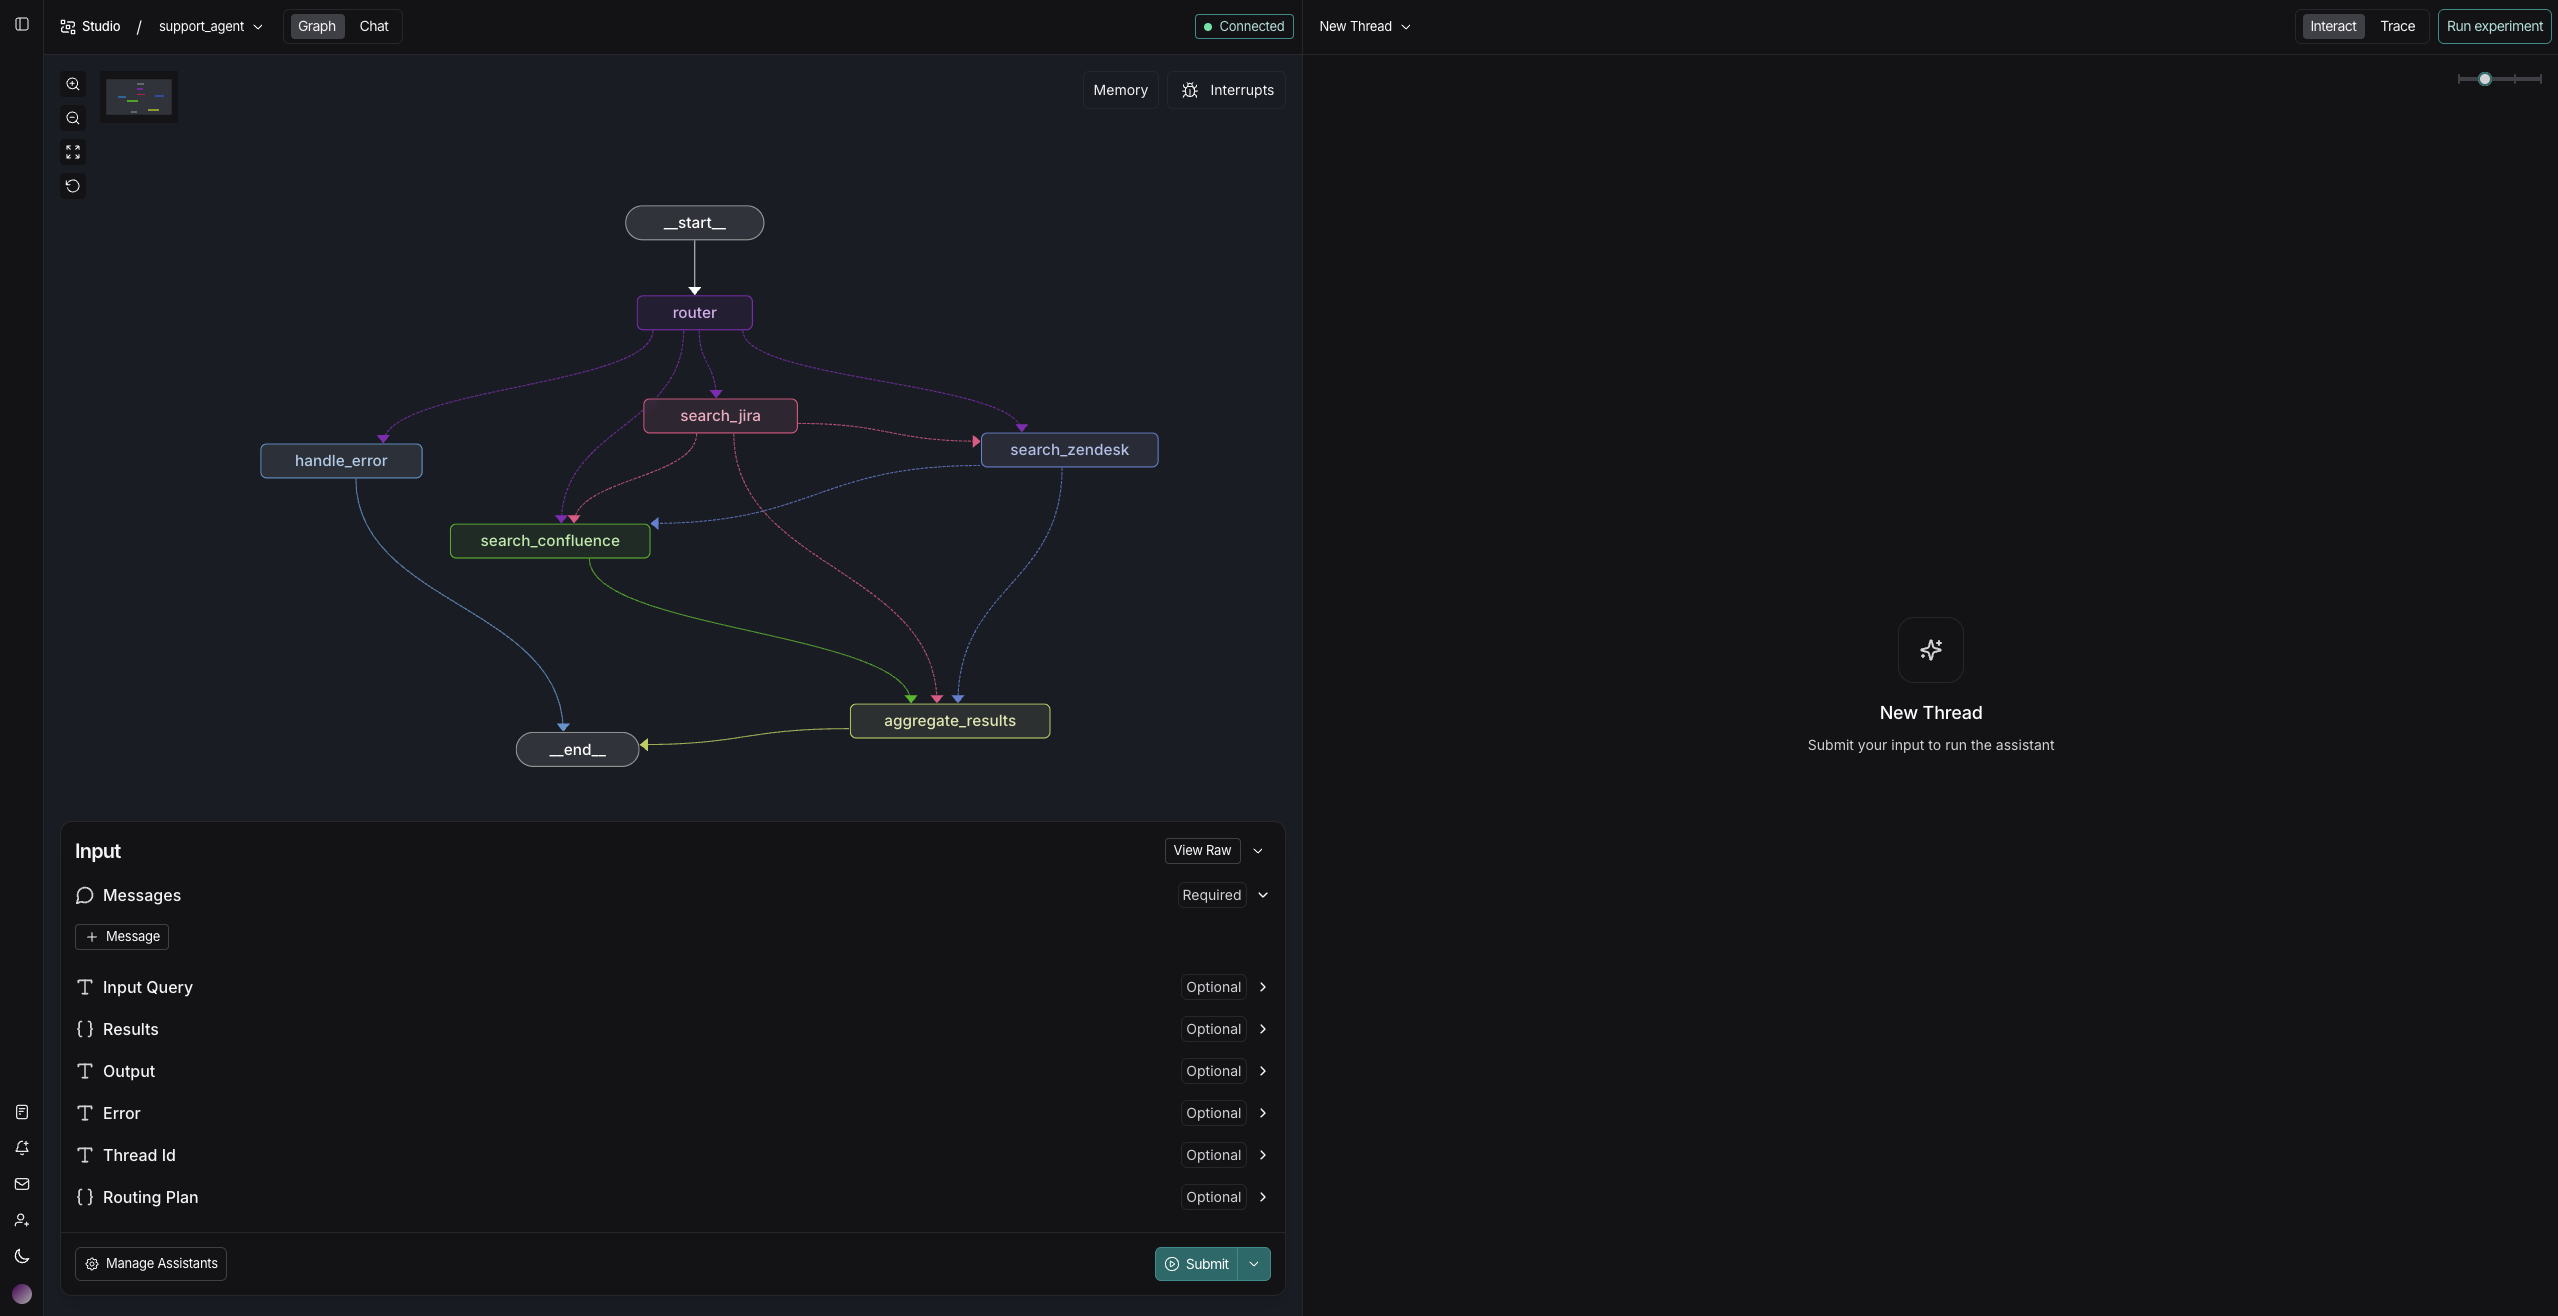 Studio / support_agent Graph Chat Connected
New Thread Interact Trace Run experiment
Memory Interrupts
__start__
router
search_jira
search_zendesk
handle_error
search_confluence
aggregate_results
__end__
Input View Raw
Messages Required
+ Message
Input Query Optional
Results Optional
Output Optional
Error Optional
Thread Id Optional
Routing Plan Optional
Manage Assistants Submit
New Thread
Submit your input to run the assistant